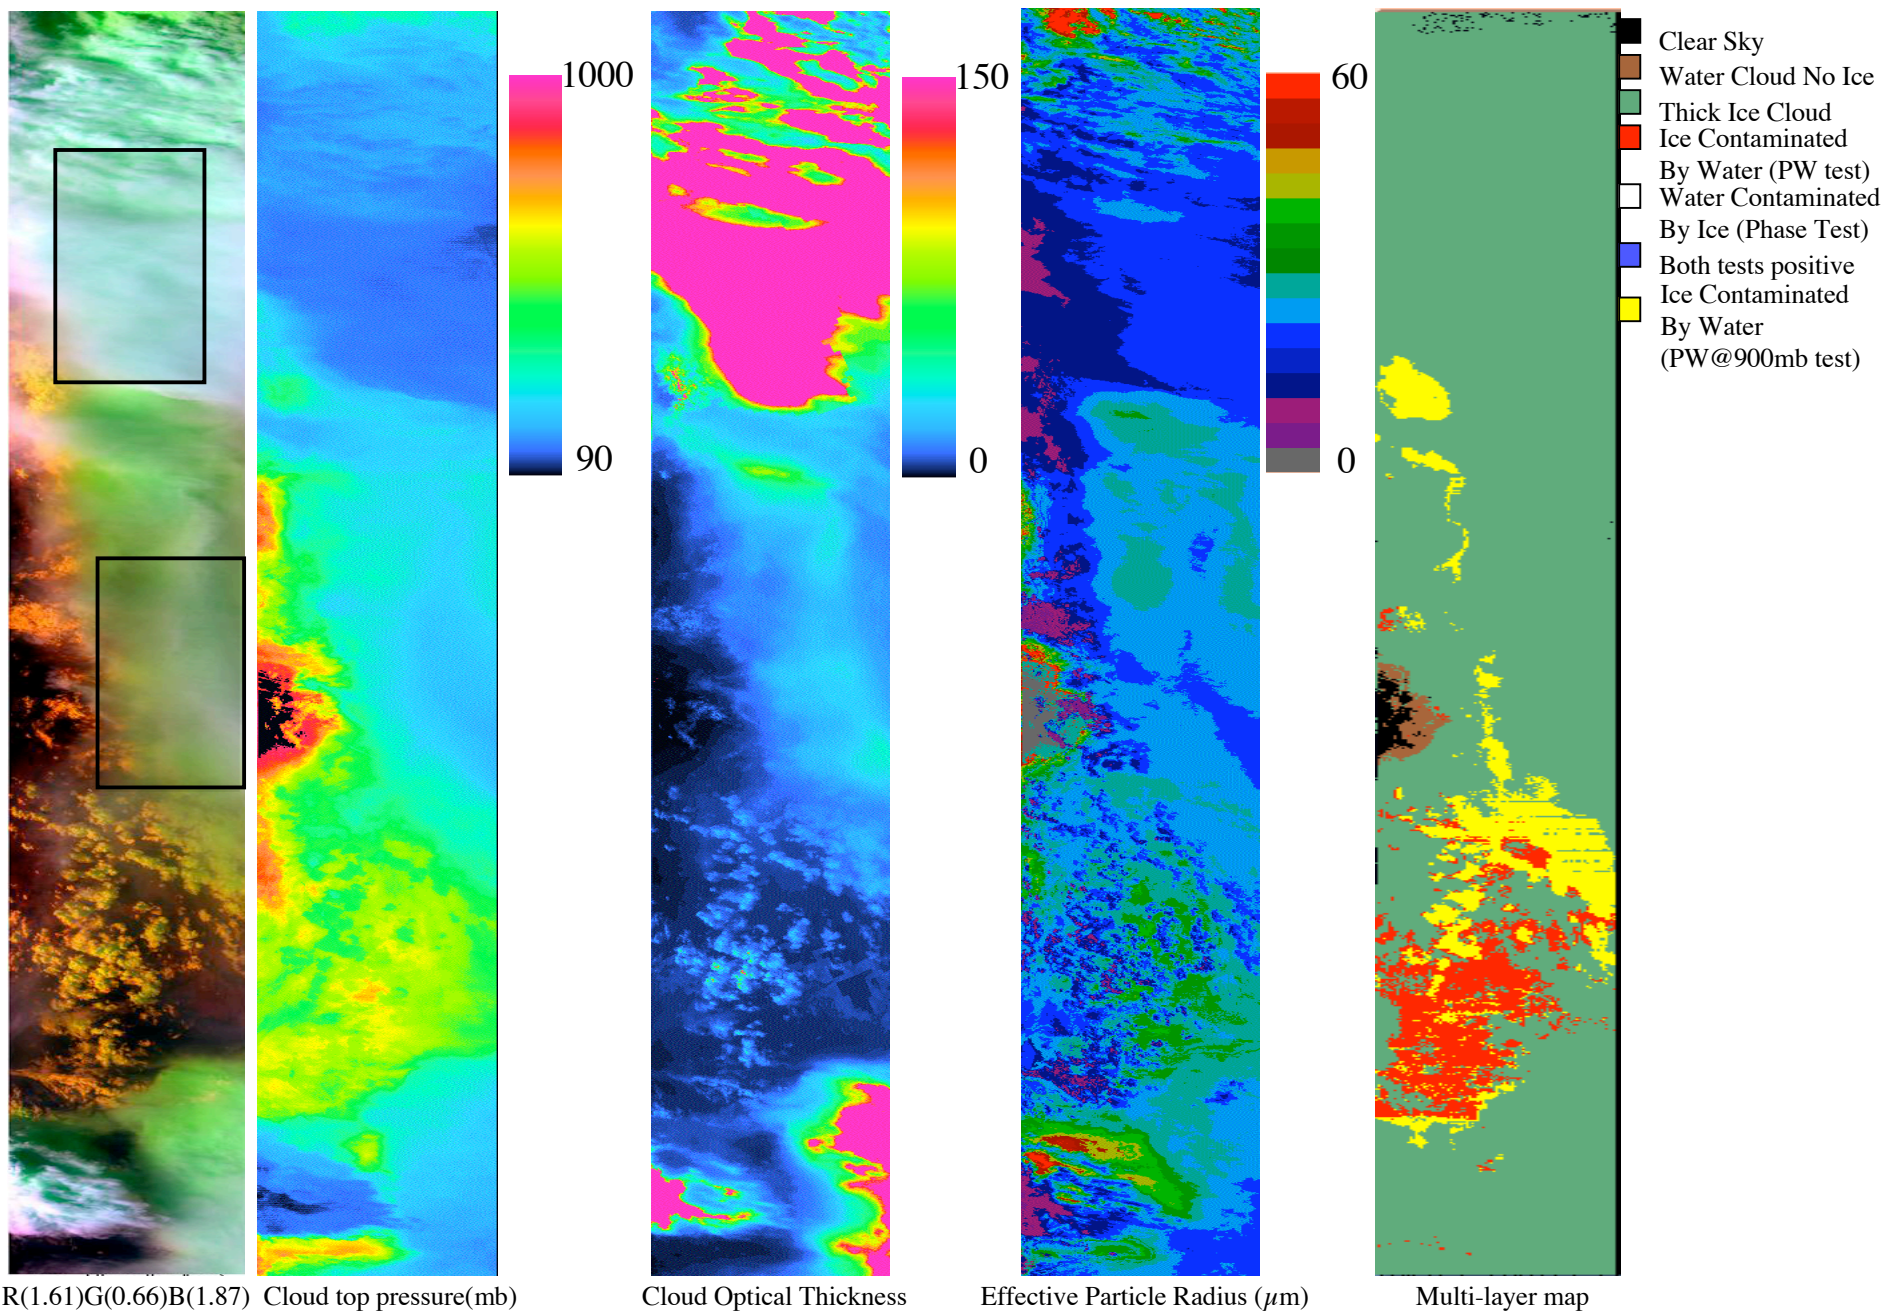 1000
90
150
0
60
0
Clear Sky
Water Cloud No Ice
Thick Ice Cloud
Ice Contaminated
By Water (PW test)
Water Contaminated
By Ice (Phase Test)
Both tests positive
Ice Contaminated
By Water
(PW@900mb test)
R(1.61)G(0.66)B(1.87)
Cloud top pressure(mb)
Cloud Optical Thickness
Effective Particle Radius (µm)
Multi-layer map